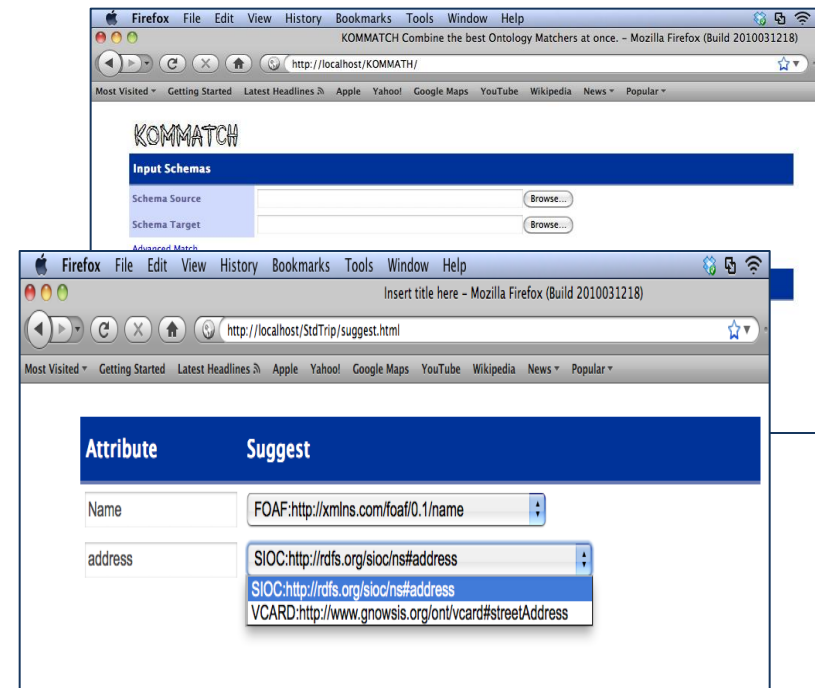 Firefox File Edit View History Bookmarks Tools Window Help
KOMMATCH Combine the best Ontology Matchers at once. – Mozilla Firefox (Build 2010031218)
http://localhost/KOMMATH/
Most Visited Getting Started Latest Headlines Apple Yahoo! Google Maps YouTube Wikipedia News Popular
KOMMATCH
Input Schemas
Schema Source Browse...
Schema Target Browse...
Advanced Match
Firefox File Edit View History Bookmarks Tools Window Help
Insert title here – Mozilla Firefox (Build 2010031218)
http://localhost/StdTrip/suggest.html
Most Visited Getting Started Latest Headlines Apple Yahoo! Google Maps YouTube Wikipedia News Popular
Attribute Suggest
Name FOAF:http://xmlns.com/foaf/0.1/name
address SIOC:http://rdfs.org/sioc/ns#address
SIOC:http://rdfs.org/sioc/ns#address
VCARD:http://www.gnowsis.org/ont/vcard#streetAddress